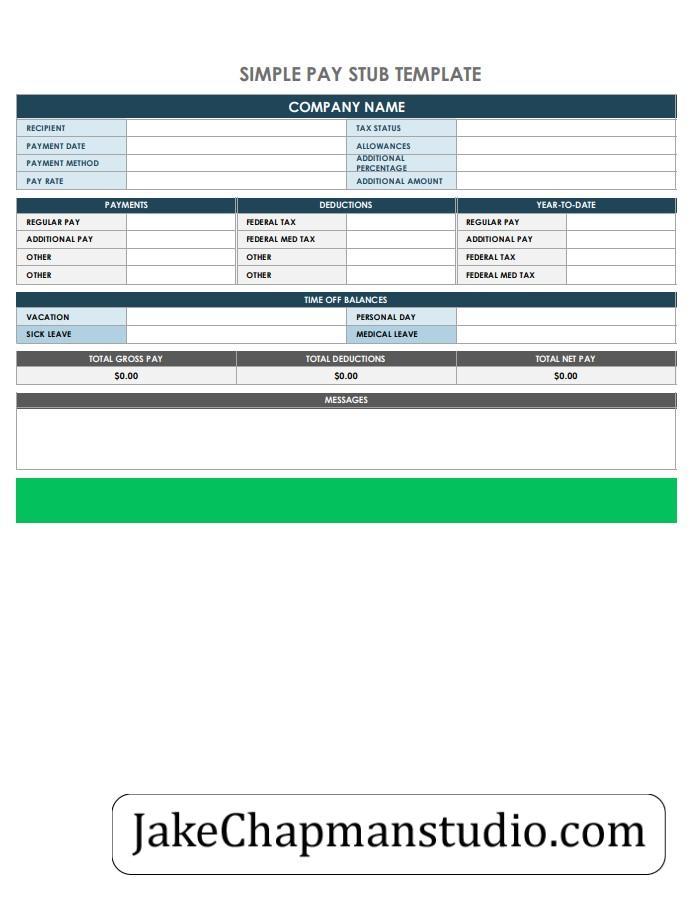 SIMPLE PAY STUB TEMPLATE
COMPANY NAME
RECIPIENT TAX STATUS
PAYMENT DATE ALLOWANCES
PAYMENT METHOD ADDITIONAL
PERCENTAGE
PAY RATE ADDITIONAL AMOUNT
PAYMENTS DEDUCTIONS YEAR-TO-DATE
REGULAR PAY FEDERAL TAX REGULAR PAY
ADDITIONAL PAY FEDERAL MED TAX ADDITIONAL PAY
OTHER OTHER FEDERAL TAX
OTHER OTHER FEDERAL MED TAX
TIME OFF BALANCES
VACATION PERSONAL DAY
SICK LEAVE MEDICAL LEAVE
TOTAL GROSS PAY TOTAL DEDUCTIONS TOTAL NET PAY
$0.00 $0.00 $0.00
MESSAGES
JakeChapmanstudio.com